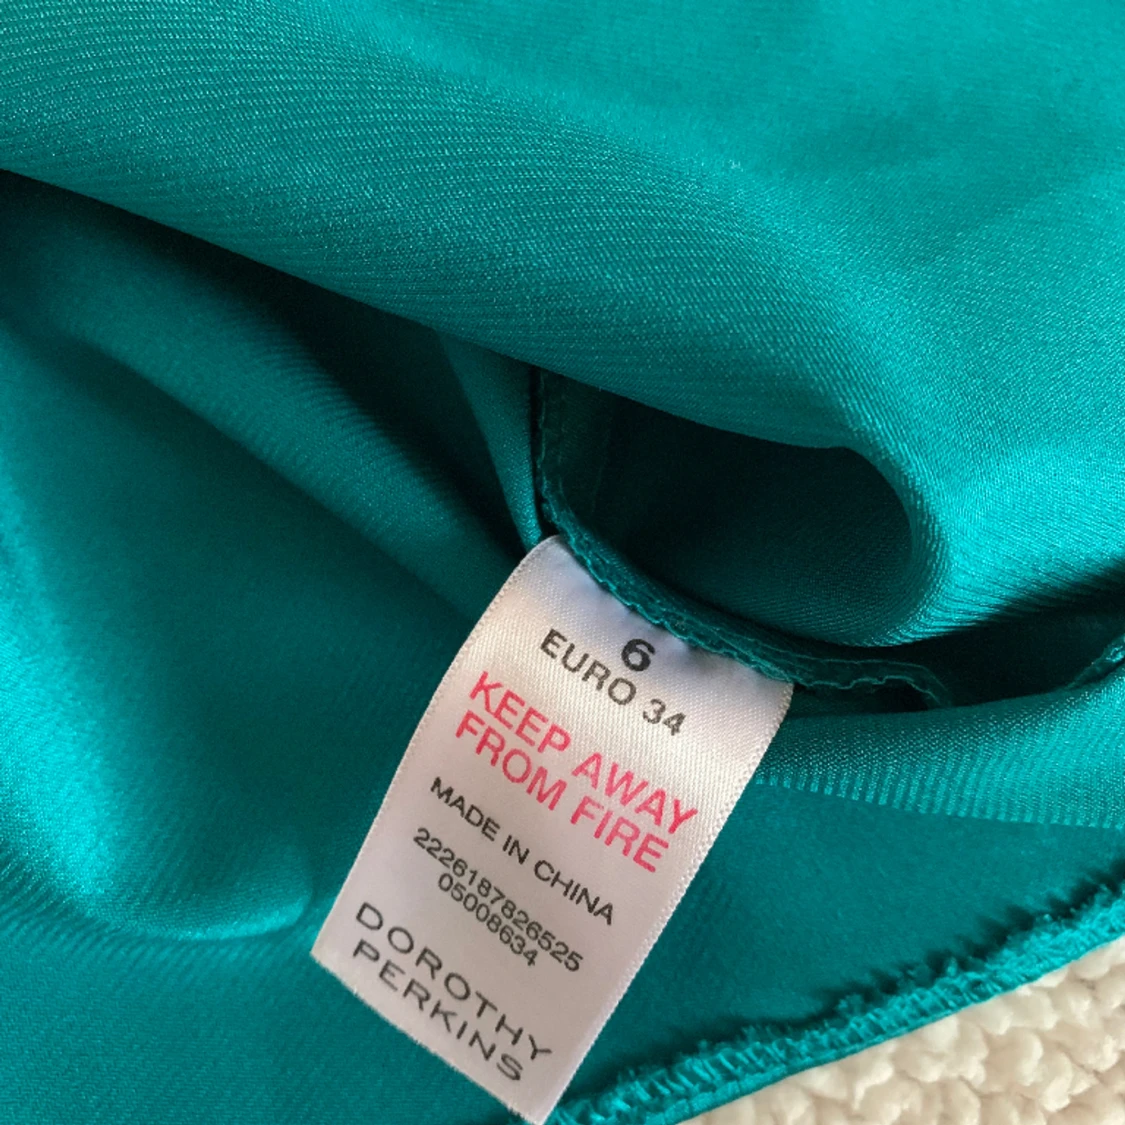 6
EURO 34
KEEP AWAY
FROM FIRE
MADE IN CHINA
2226187826525
05008634
DOROTHY
PERKINS